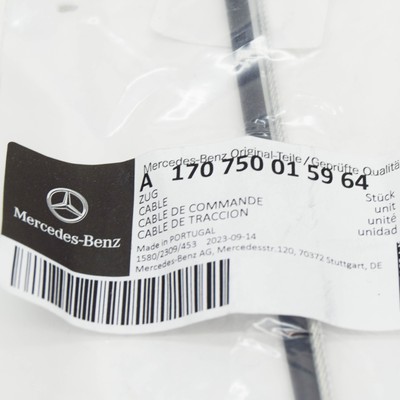 Mercedes-Benz Original-Teile/Geprüfte Qualitä
A 170 750 01 59 64
ZUG
CABLE
CABLE DE COMMANDE
CABLE DE TRACCION
Stück
unit
unité
unidad
Made in PORTUGAL
1580/2309/453 2023-09-14
Mercedes-Benz AG, Mercedesstr.120, 70372 Stuttgart, DE
Mercedes-Benz